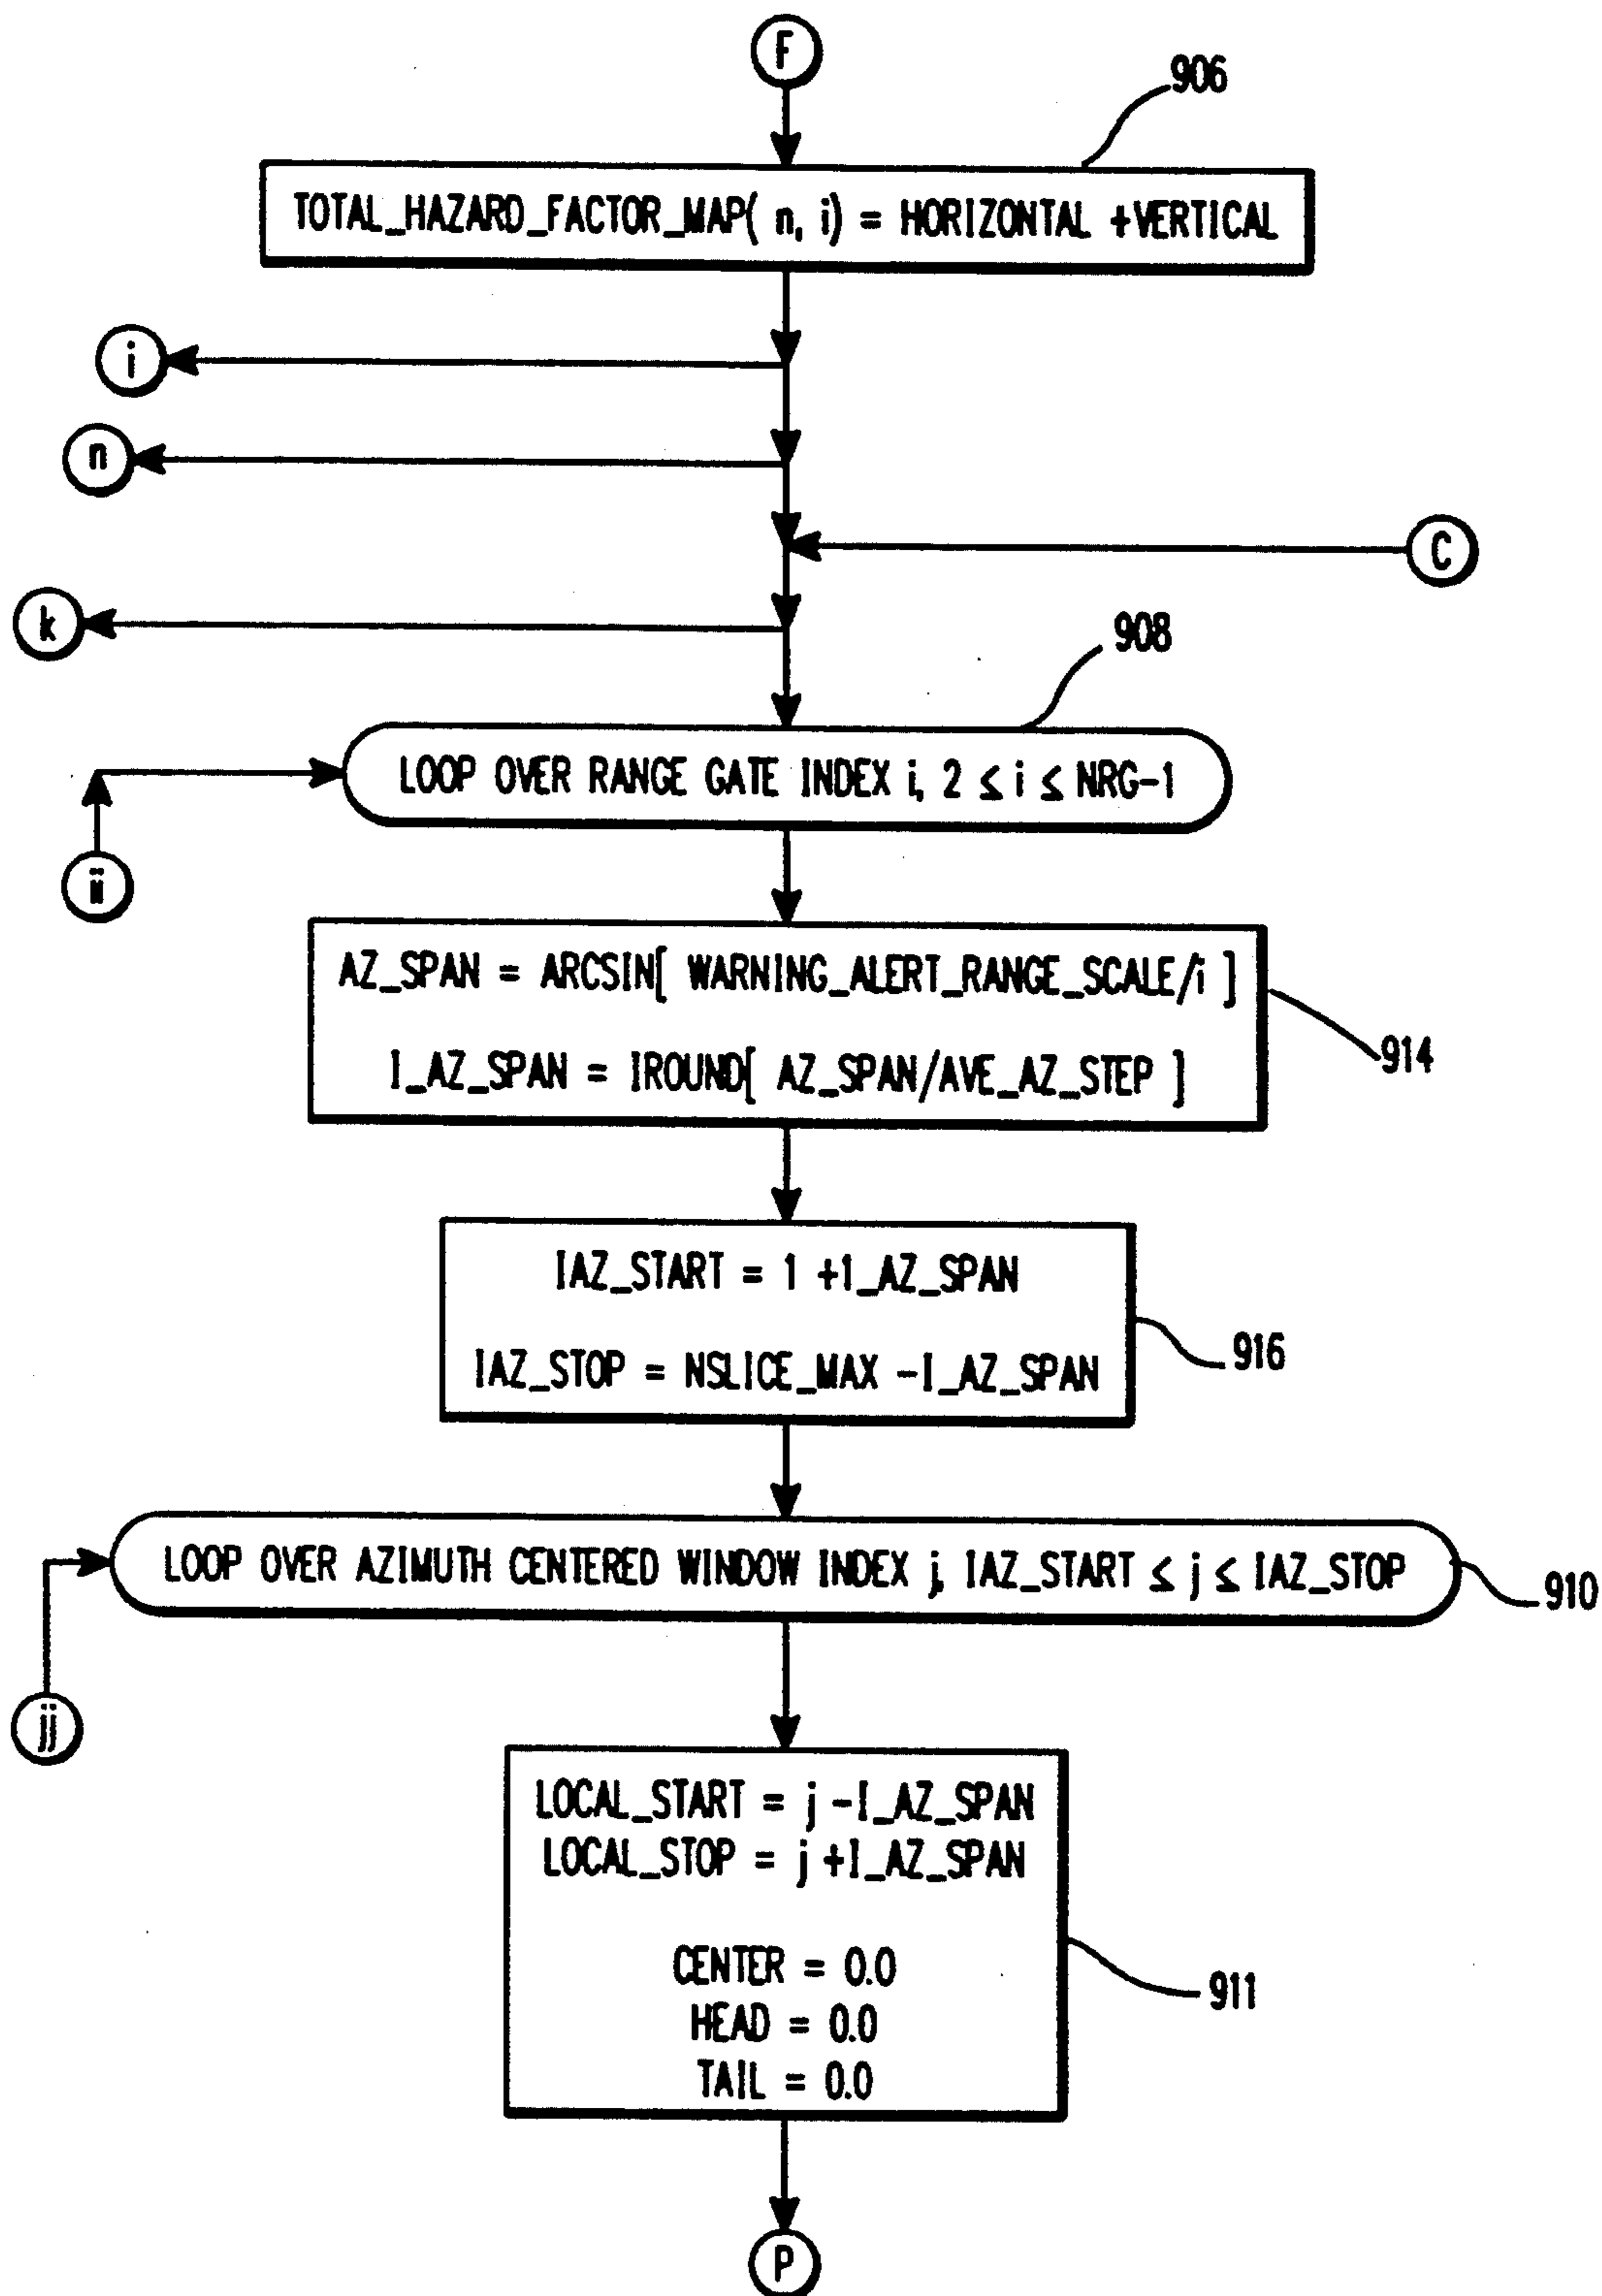 F
906
TOTAL_HAZARD_FACTOR_MAP( n, i) = HORIZONTAL +VERTICAL
i
n
C
k
908
LOOP OVER RANGE GATE INDEX i, 2 ≤ i ≤ NRG-1
ii
AZ_SPAN = ARCSIN[ WARNING_ALERT_RANGE_SCALE/i ]
I_AZ_SPAN = IROUND[ AZ_SPAN/AVE_AZ_STEP ]
914
IAZ_START = 1 +1_AZ_SPAN
IAZ_STOP = NSLICE_MAX -I_AZ_SPAN
916
LOOP OVER AZIMUTH CENTERED WINDOW INDEX j, IAZ_START ≤ j ≤ IAZ_STOP
910
jj
LOCAL_START = j -I_AZ_SPAN
LOCAL_STOP = j +I_AZ_SPAN
CENTER = 0.0
HEAD = 0.0
TAIL = 0.0
911
P